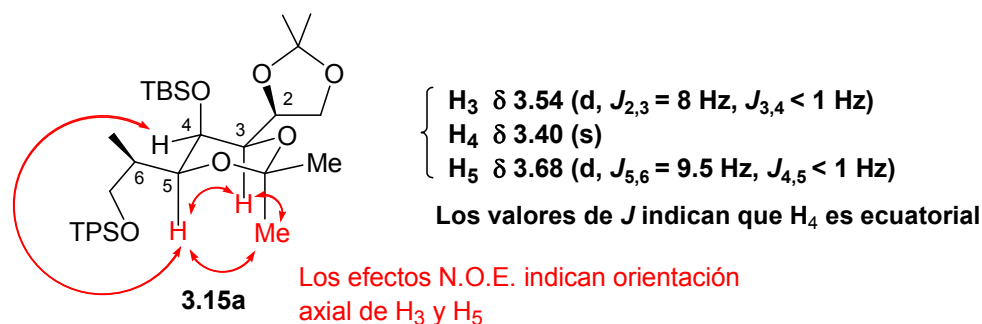 O
O
TBSO
2
4
3
O
H
O
Me
6
5
H
TPSO
H
Me
3.15a
H3 δ 3.54 (d, J2,3 = 8 Hz, J3,4 < 1 Hz)
H4 δ 3.40 (s)
H5 δ 3.68 (d, J5,6 = 9.5 Hz, J4,5 < 1 Hz)
Los valores de J indican que H4 es ecuatorial
Los efectos N.O.E. indican orientación
axial de H3 y H5